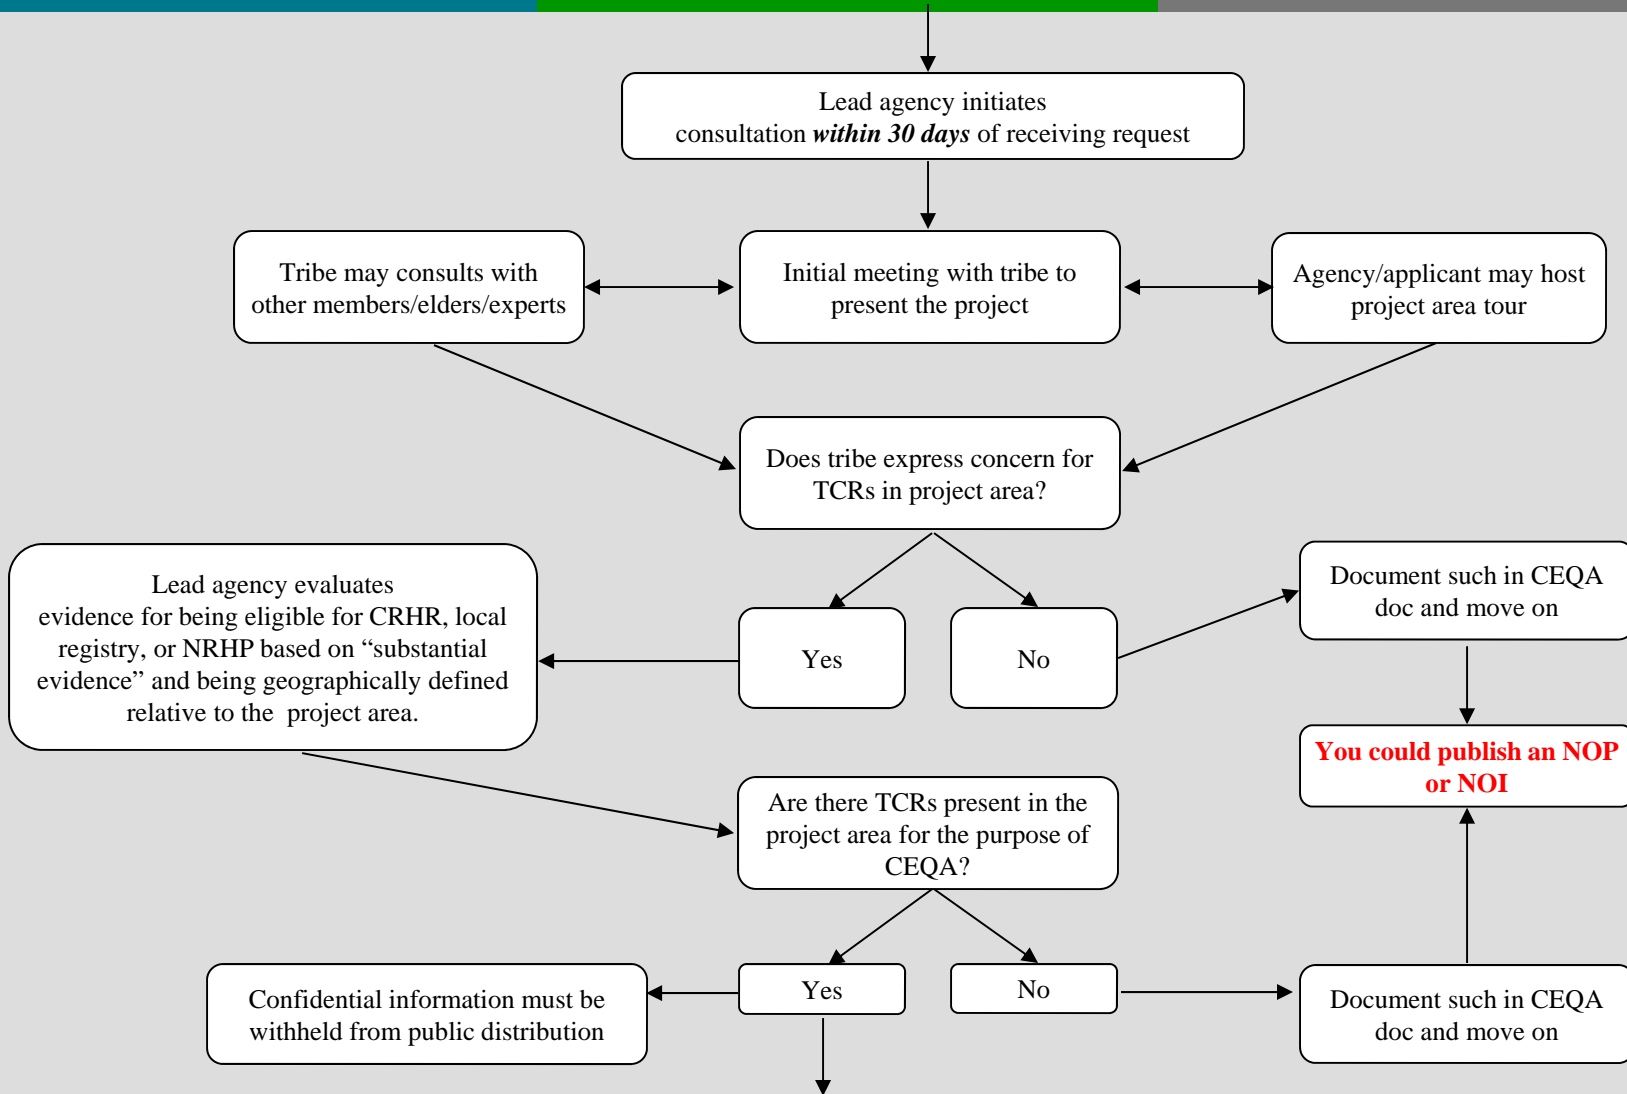 Lead agency initiates
consultation within 30 days of receiving request
Tribe may consults with
other members/elders/experts
Initial meeting with tribe to
present the project
Agency/applicant may host
project area tour
Does tribe express concern for
TCRs in project area?
Lead agency evaluates
evidence for being eligible for CRHR, local
registry, or NRHP based on “substantial
evidence” and being geographically defined
relative to the project area.
Yes
No
Document such in CEQA
doc and move on
You could publish an NOP
or NOI
Are there TCRs present in the
project area for the purpose of
CEQA?
Confidential information must be
withheld from public distribution
Yes
No
Document such in CEQA
doc and move on